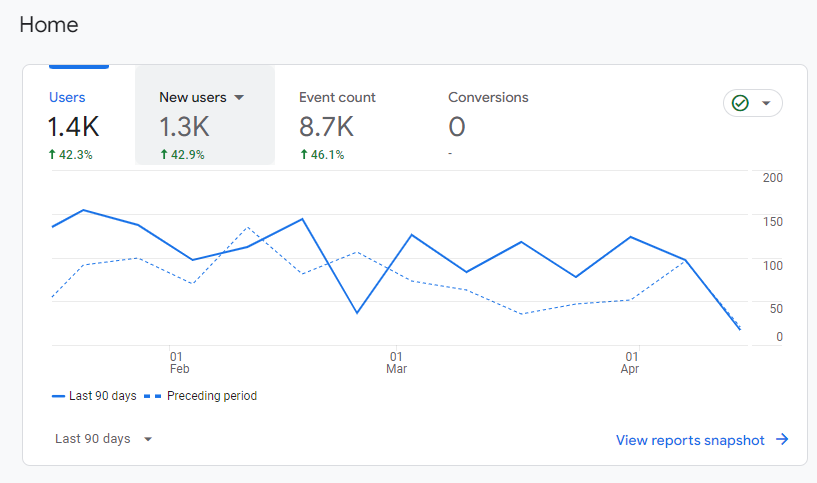 Home
Users New users Event count Conversions
1.4K 1.3K 8.7K 0
42.3% 42.9% 46.1% -
200
150
100
50
0
01 01 01
Feb Mar Apr
Last 90 days Preceding period
Last 90 days View reports snapshot